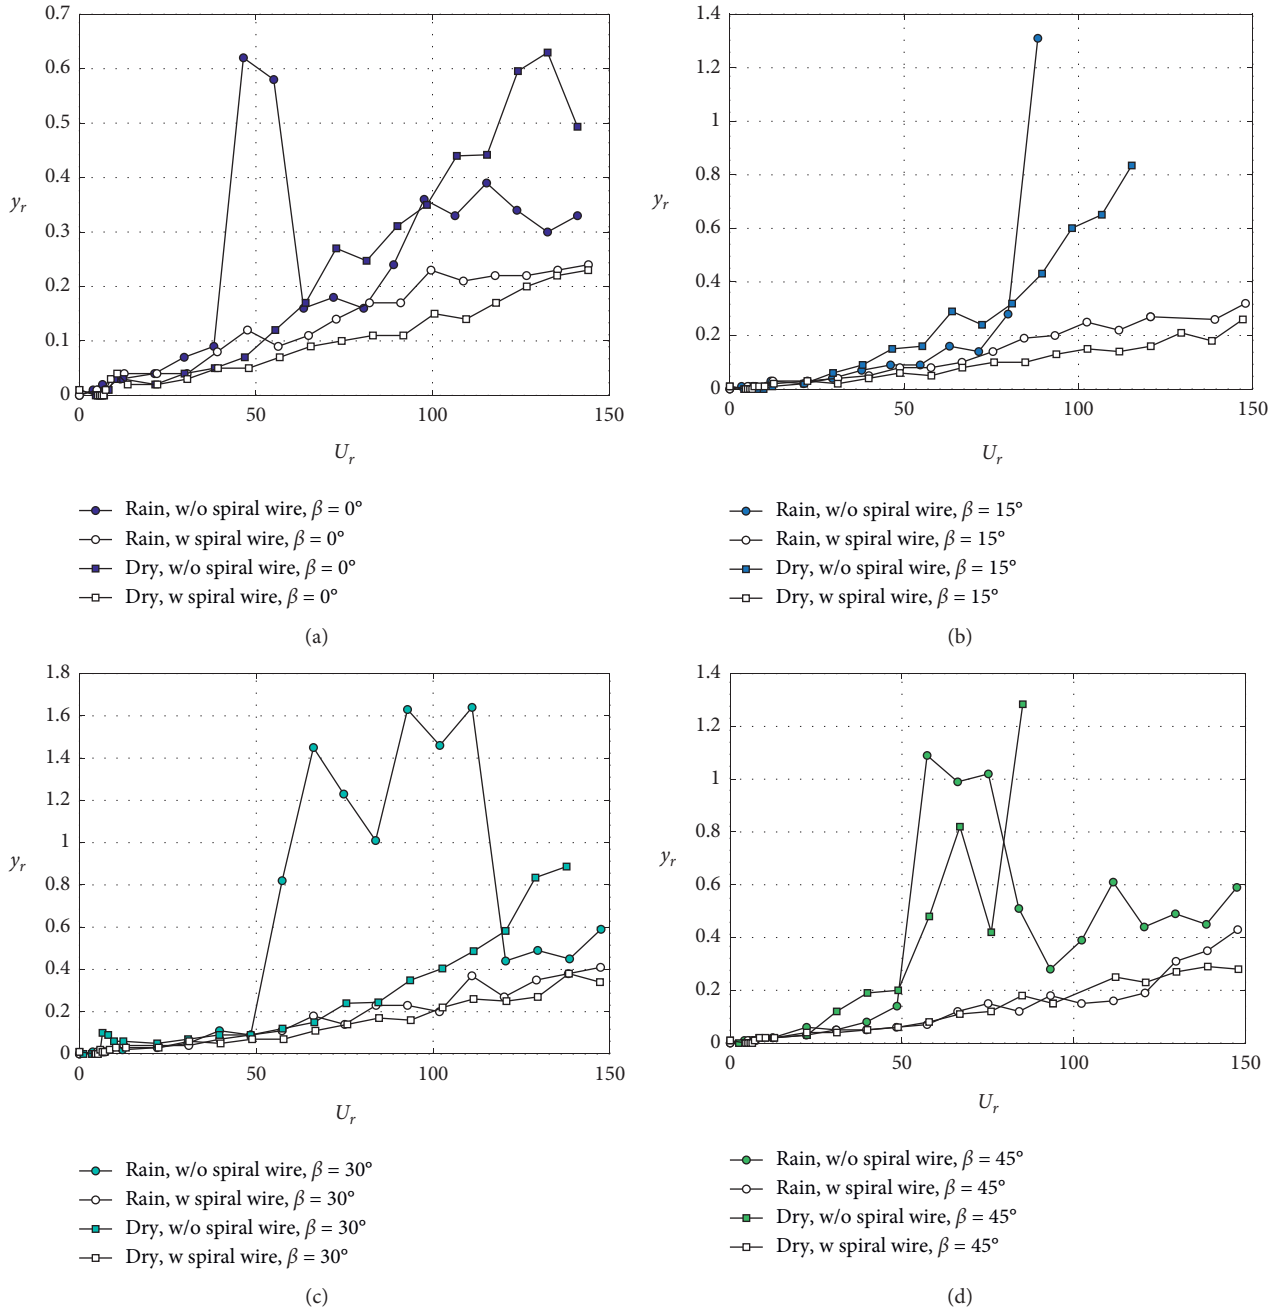 0.7
0.6
0.5
0.4
0.3
0.2
0.1
0
y_r
0 50 100 150
U_r
Rain, w/o spiral wire, β = 0°
Rain, w spiral wire, β = 0°
Dry, w/o spiral wire, β = 0°
Dry, w spiral wire, β = 0°
(a)
1.4
1.2
1
0.8
0.6
0.4
0.2
0
y_r
0 50 100 150
U_r
Rain, w/o spiral wire, β = 15°
Rain, w spiral wire, β = 15°
Dry, w/o spiral wire, β = 15°
Dry, w spiral wire, β = 15°
(b)
1.8
1.6
1.4
1.2
1
0.8
0.6
0.4
0.2
0
y_r
0 50 100 150
U_r
Rain, w/o spiral wire, β = 30°
Rain, w spiral wire, β = 30°
Dry, w/o spiral wire, β = 30°
Dry, w spiral wire, β = 30°
(c)
1.4
1.2
1
0.8
0.6
0.4
0.2
0
y_r
0 50 100 150
U_r
Rain, w/o spiral wire, β = 45°
Rain, w spiral wire, β = 45°
Dry, w/o spiral wire, β = 45°
Dry, w spiral wire, β = 45°
(d)